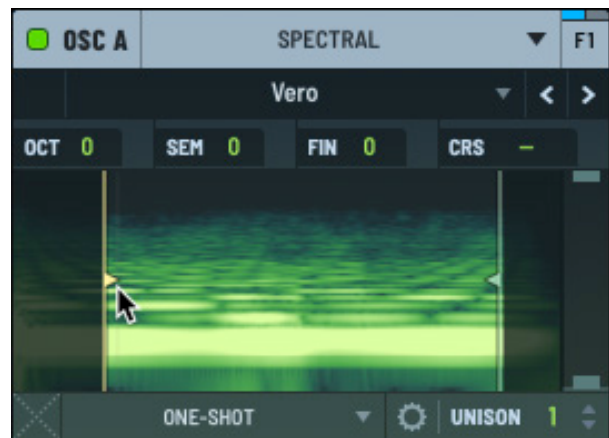 OSC A SPECTRAL F1
Vero
OCT 0 SEM 0 FIN 0 CRS –
ONE-SHOT UNISON 1